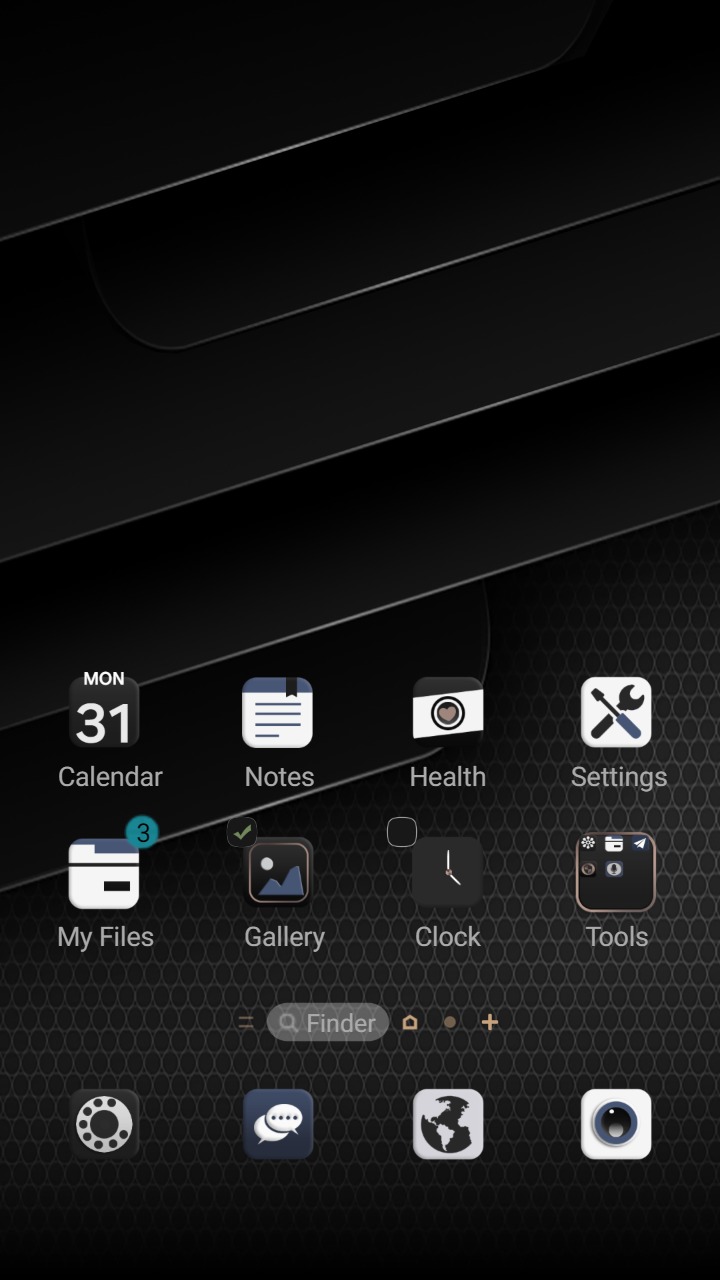 MON
31
Calendar
Notes
Health
Settings
3
My Files
Gallery
Clock
Tools
Finder